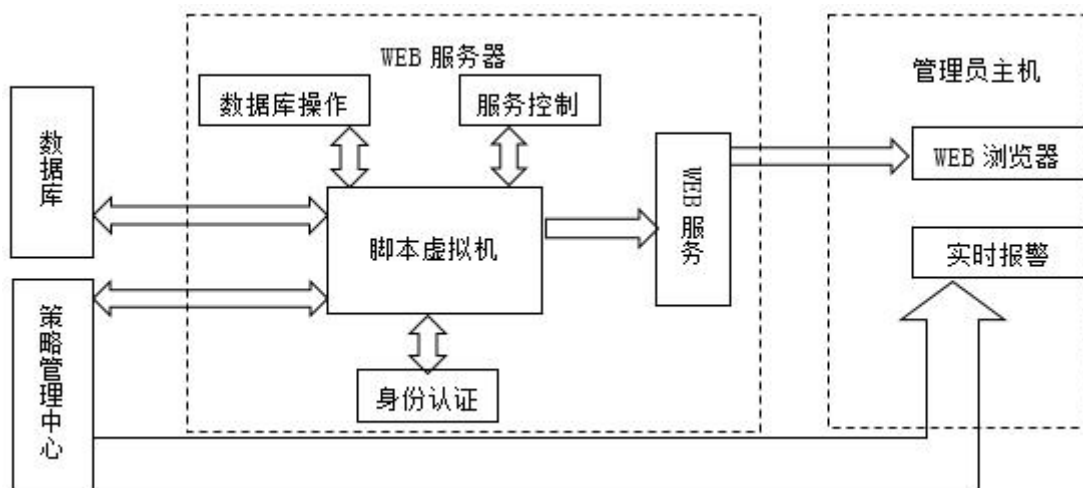 WEB 服务器
管理员主机
数据库操作
服务控制
数据库
WEB 服务
WEB 浏览器
脚本虚拟机
实时报警
策略管理中心
身份认证